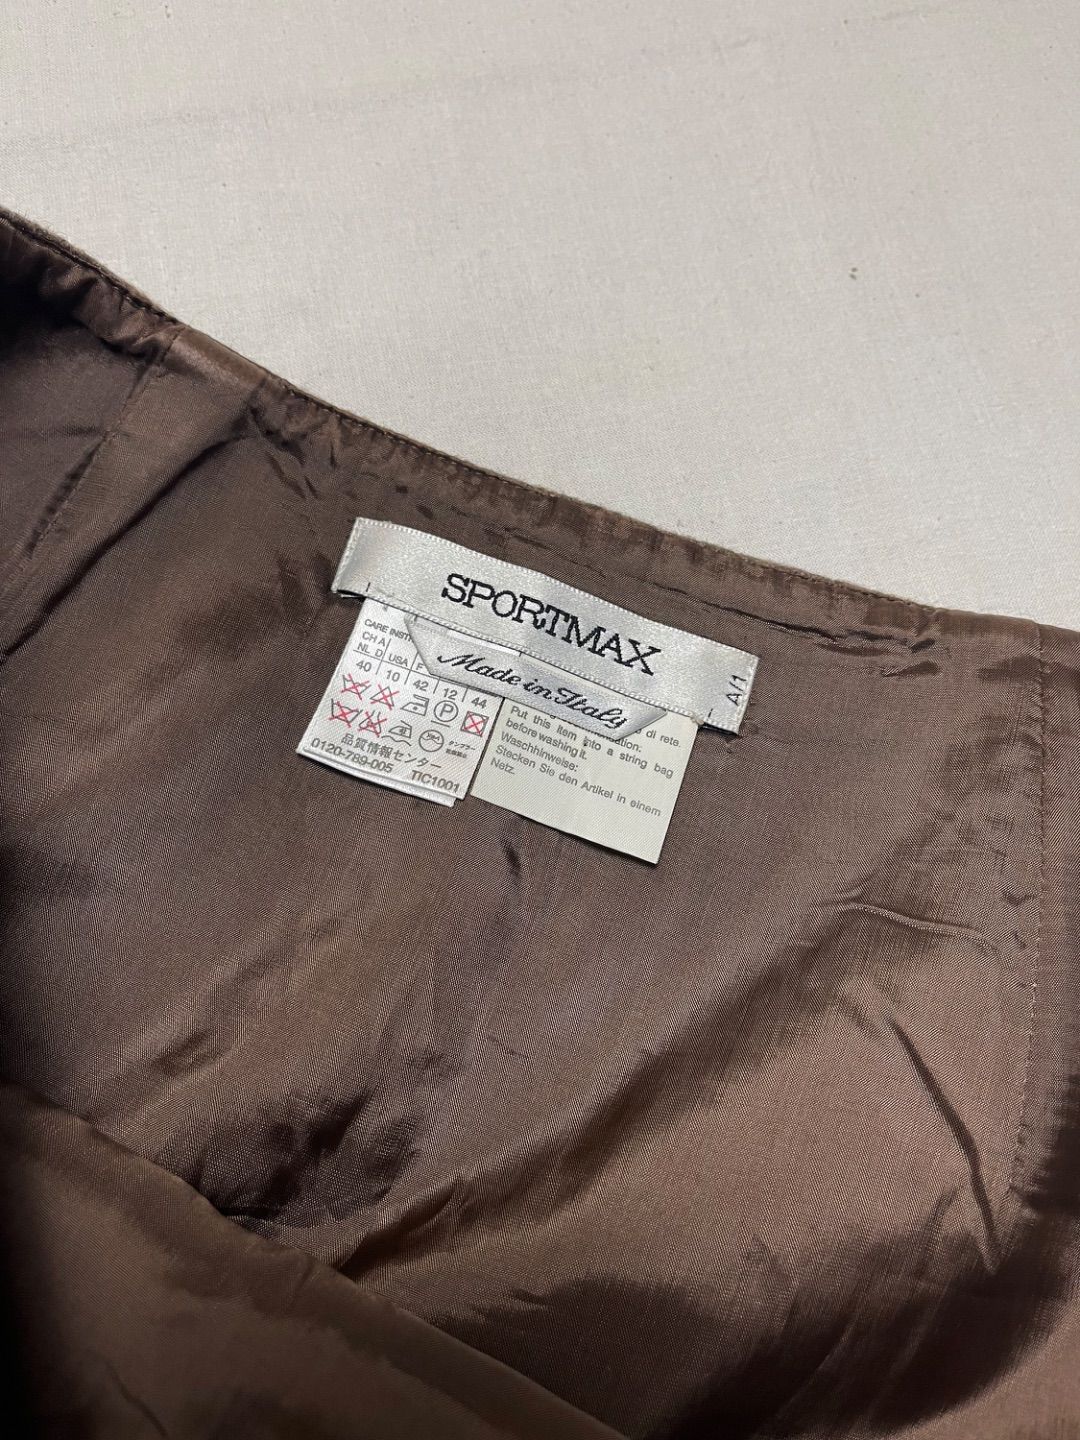 SPORTMAX
A/1
Made in Italy
CARE INST
CH A
NL D USA F
40 10 42 12 44
P
品質情報センター
0120-789-005 TIC1001
di rete.
Put this item into a string bag
before washing it.
Waschhinweise:
Stecken Sie den Artikel in einem
Netz.